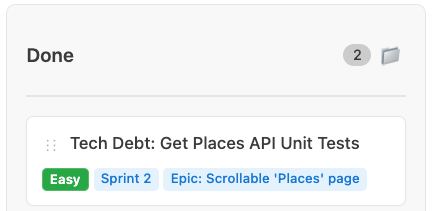 Done 2
Tech Debt: Get Places API Unit Tests
Easy Sprint 2 Epic: Scrollable 'Places' page